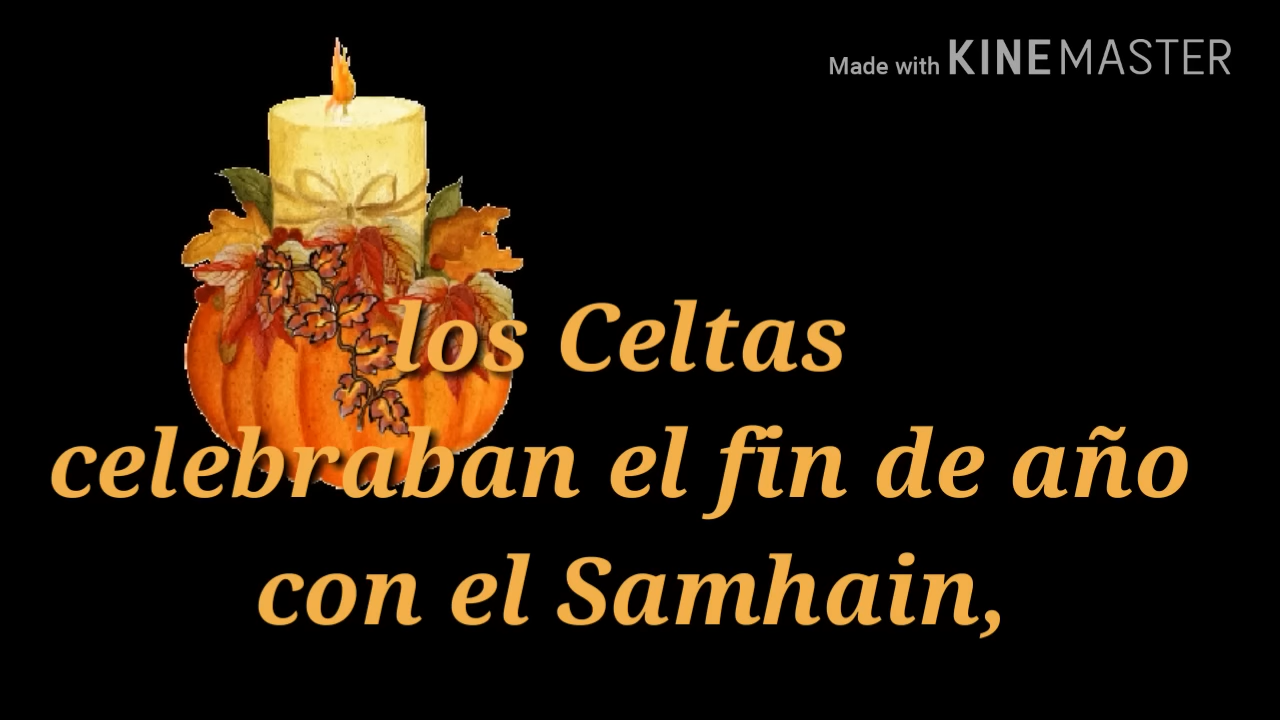 Made with KINEMASTER
los Celtas
celebraban el fin de año
con el Samhain,